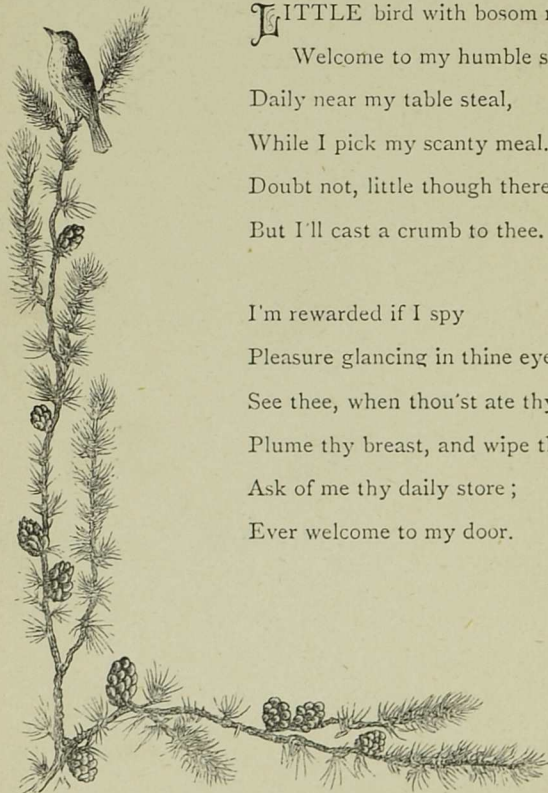 LITTLE bird with bosom
Welcome to my humble
Daily near my table steal,
While I pick my scanty meal.
Doubt not, little though there
But I'll cast a crumb to thee.
I'm rewarded if I spy
Pleasure glancing in thine eye
See thee, when thou'st ate thy
Plume thy breast, and wipe
Ask of me thy daily store ;
Ever welcome to my door.